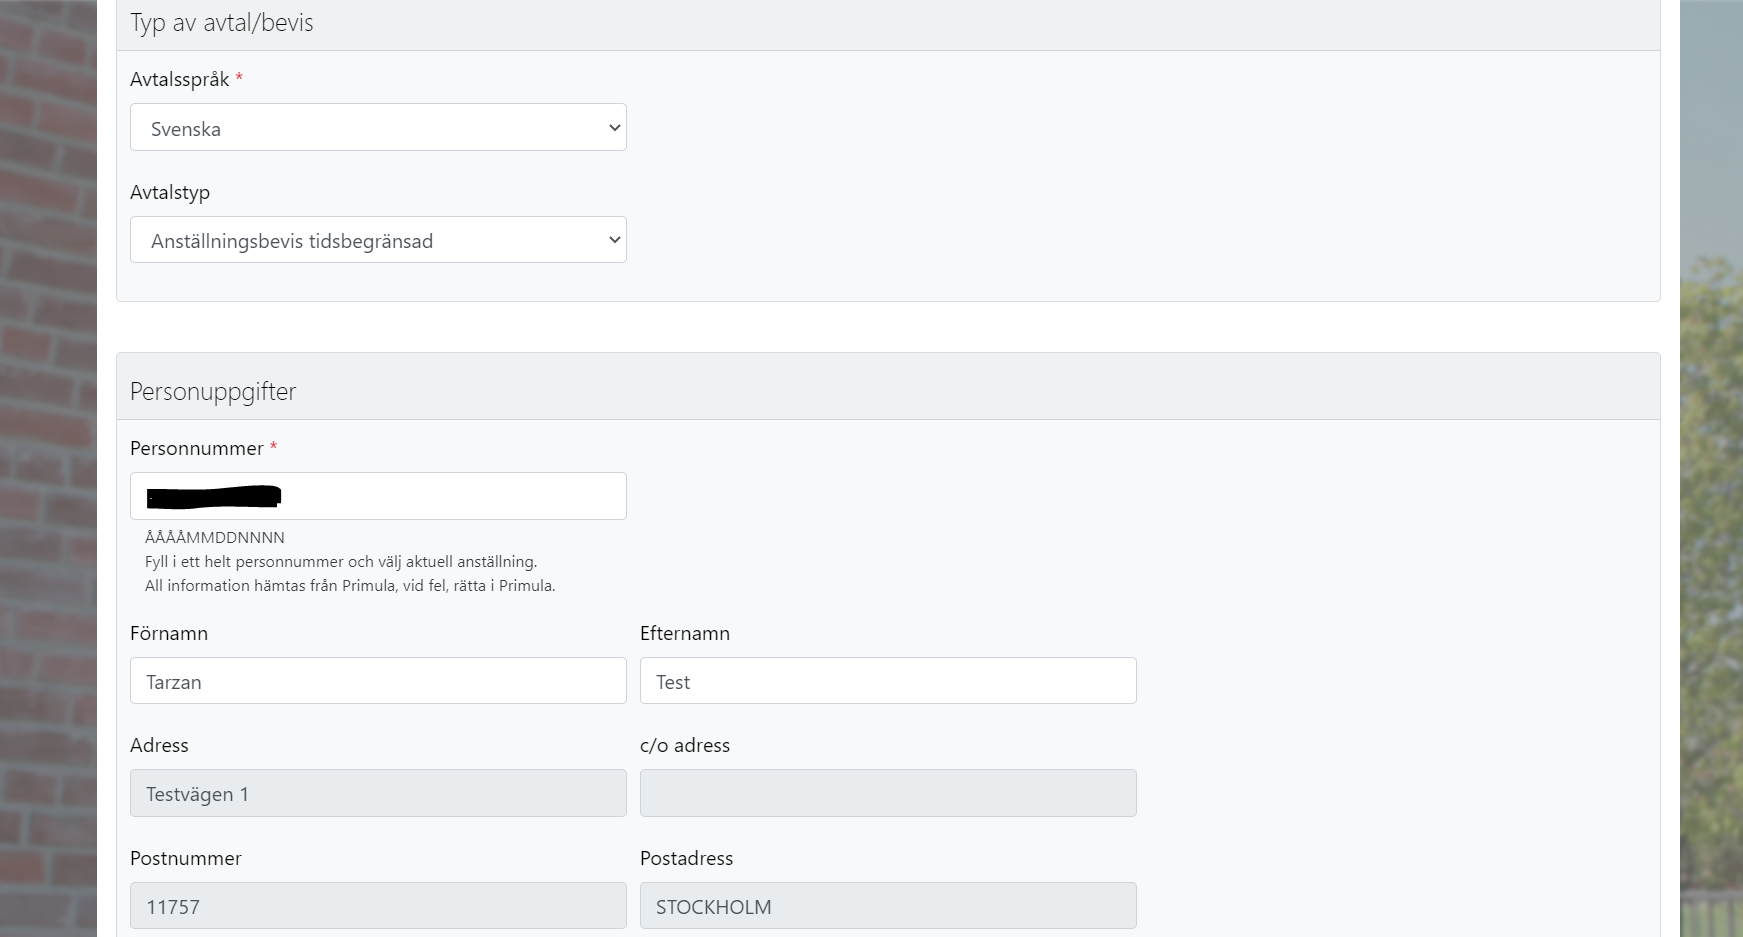 Typ av avtal/bevis
Avtalsspråk *
Svenska
Avtalstyp
Anställningsbevis tidsbegränsad
Personuppgifter
Personnummer *
ÅÅÅÅMMDDNNNN
Fyll i ett helt personnummer och välj aktuell anställning.
All information hämtas från Primula, vid fel, rätta i Primula.
Förnamn Efternamn
Tarzan Test
Adress c/o adress
Testvägen 1
Postnummer Postadress
11757 STOCKHOLM